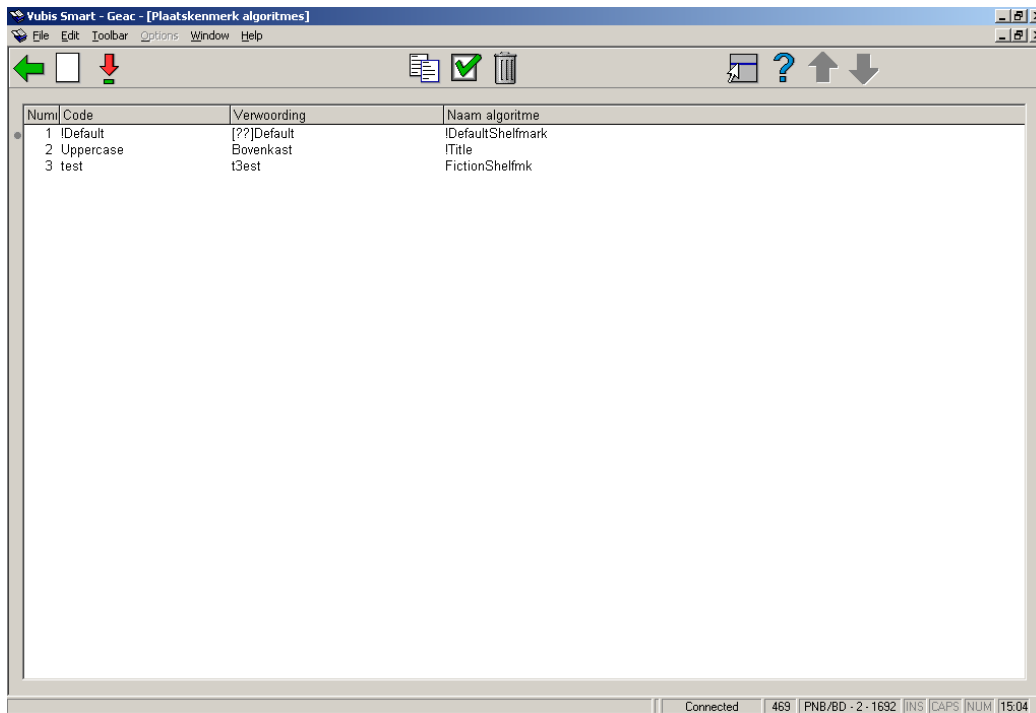 Vubis Smart - Geac - [Plaatskenmerk algoritmes]
File Edit Toolbar Options Window Help
Numi Code Verwoording Naam algoritme
1 !Default [??]Default !DefaultShelfmark
2 Uppercase Bovenkast !Title
3 test t3est FictionShelfmk
Connected 469 PNB/BD - 2 - 1692 INS CAPS NUM 15:04